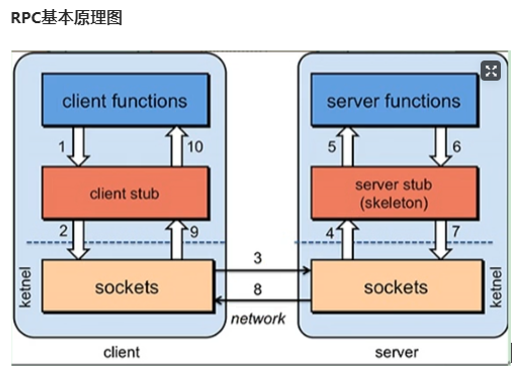 RPC基本原理图
client functions
server functions
1
10
5
6
client stub
server stub
(skeleton)
2
9
4
7
3
8
sockets
sockets
ketnel
ketnel
network
client
server